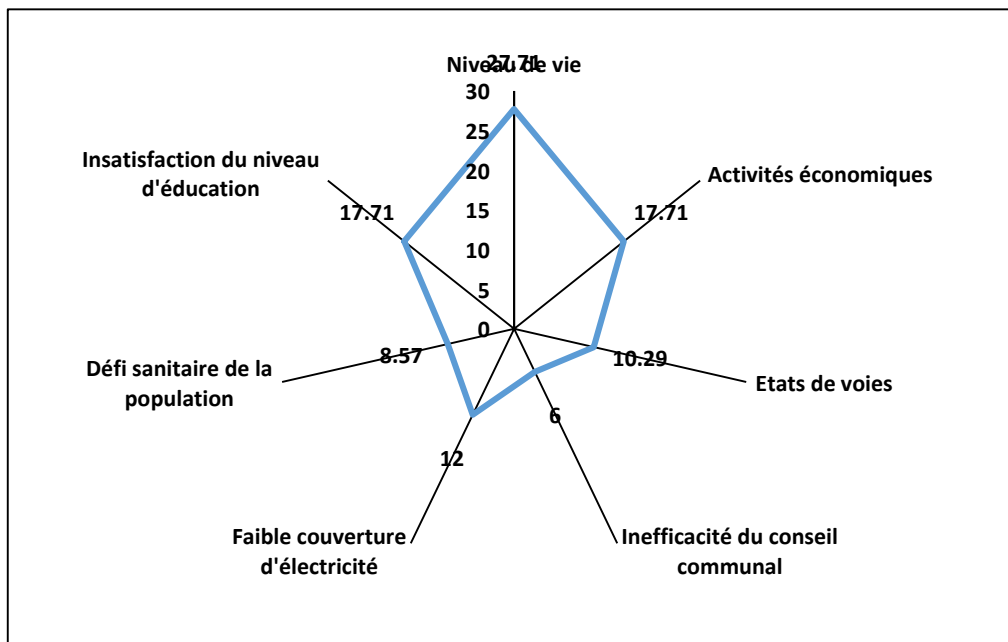 27.71
Niveau de vie
30
25
20
15
10
5
0
Activités économiques
17.71
10.29
Etats de voies
6
Inefficacité du conseil
communal
12
Faible couverture
d'électricité
8.57
Défi sanitaire de la
population
Insatisfaction du niveau
d'éducation
17.71